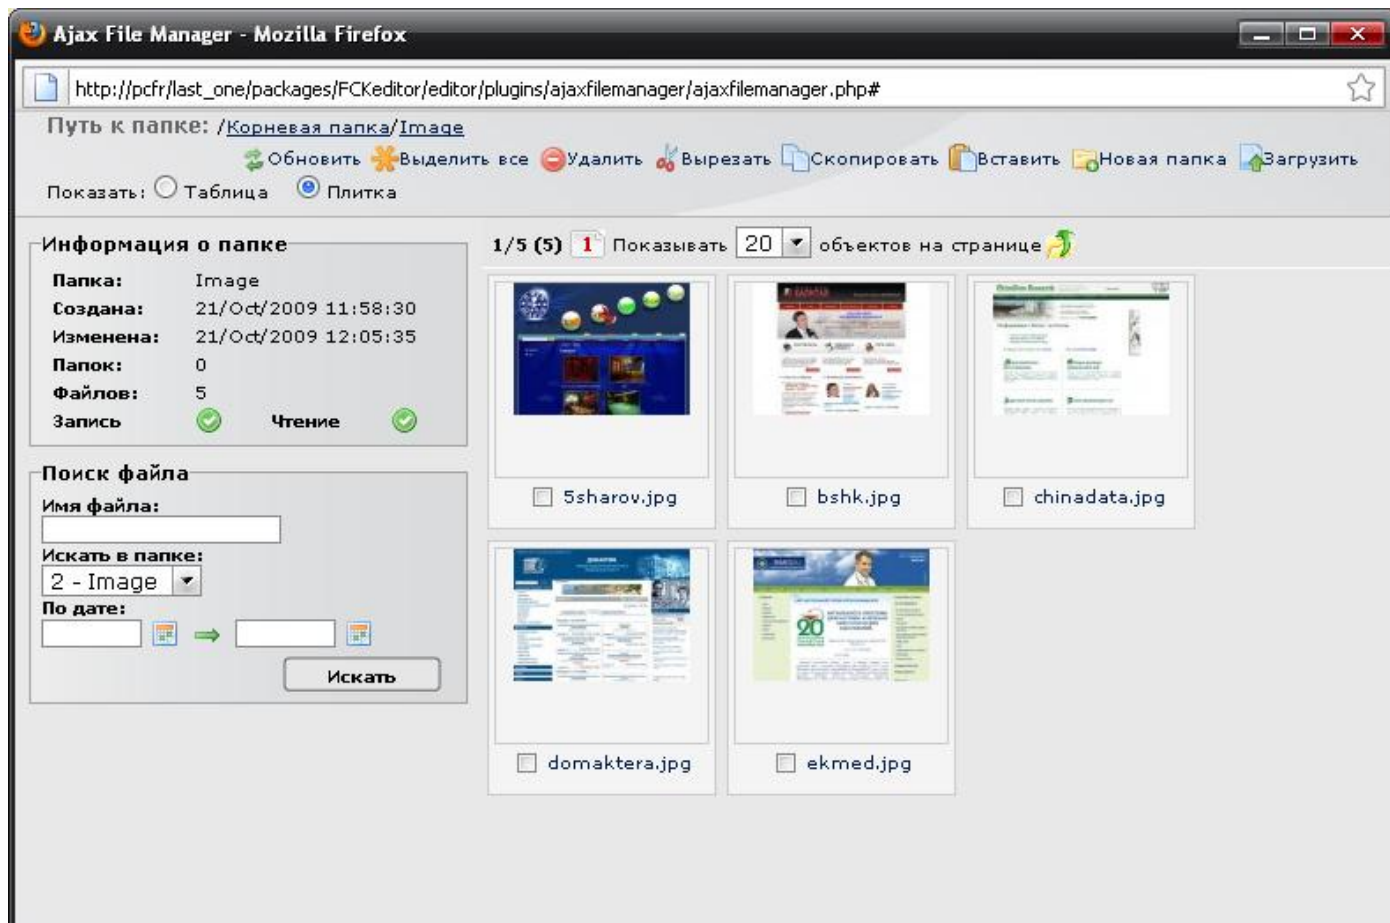 Ajax File Manager - Mozilla Firefox
http://pcfr/last_one/packages/FCKeditor/editor/plugins/ajaxfilemanager/ajaxfilemanager.php#
Путь к папке: /Корневая папка/Image
Обновить Выделить все Удалить Вырезать Скопировать Вставить Новая папка Загрузить
Показать: Таблица Плитка
Информация о папке
Папка: Image
Создана: 21/Oct/2009 11:58:30
Изменена: 21/Oct/2009 12:05:35
Папок: 0
Файлов: 5
Запись Чтение
Поиск файла
Имя файла:
Искать в папке:
2 - Image
По дате:
Искать
1/5 (5) 1 Показывать 20 объектов на странице
5sharov.jpg bshk.jpg chinadata.jpg
20
domaktera.jpg ekmed.jpg